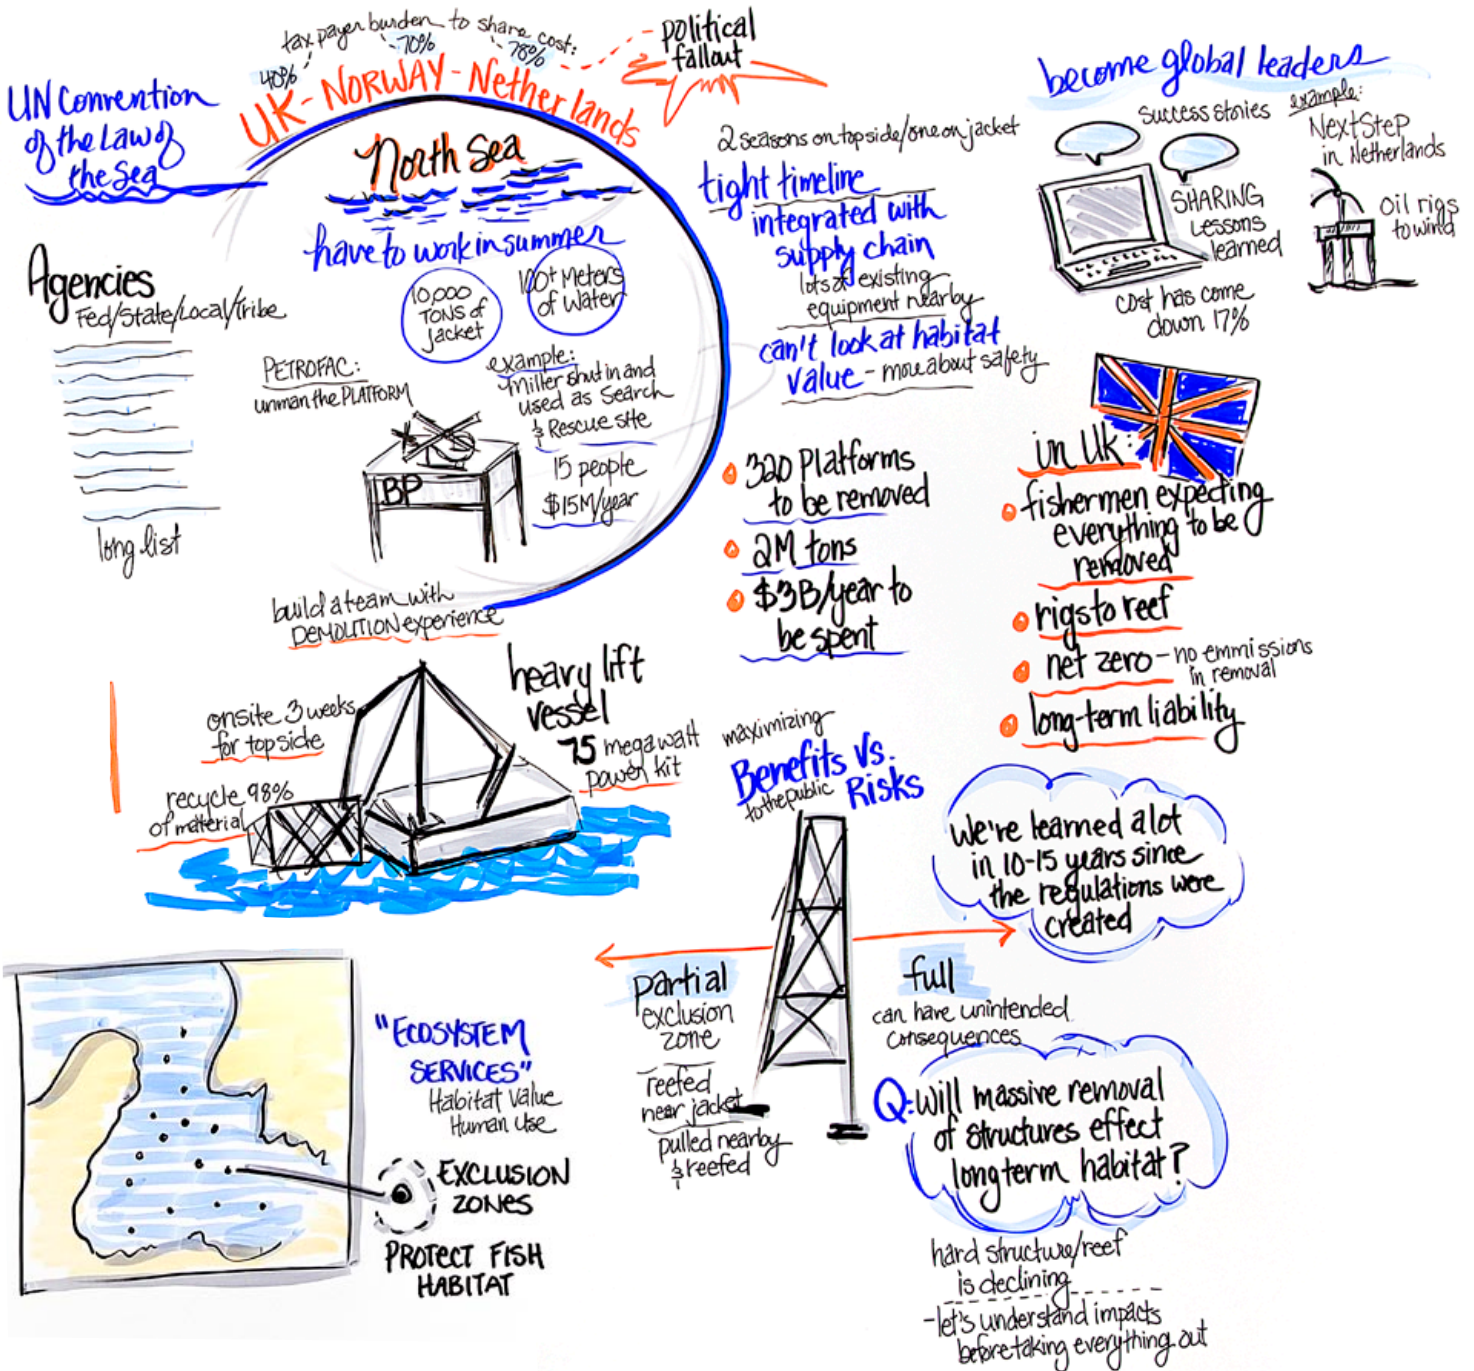 tax payer burden to share cost:
40%
70%
78%
UK - NORWAY - Netherlands
political
fallout
UN Convention
of the Law of
the Sea
North Sea
have to work in summer
10,000
TONS of
jacket
100+ Meters
of Water
Agencies
Fed/State/Local/Tribe
long list
PETROFAC:
unman the PLATFORM
example:
Miller shut in and
used as Search
& Rescue site
15 people
$15M/year
BP
build a team with
DEMOLITION experience
2 seasons on topside/one on jacket
tight timeline
integrated with
supply chain
lots of existing
equipment nearby
can't look at habitat
value - more about safety
become global leaders
success stories
SHARING
Lessons
learned
cost has come
down 17%
example:
NextStep
in Netherlands
Oil rigs
to wind
320 Platforms
to be removed
2M tons
$3B/year to
be spent
in UK:
fishermen expecting
everything to be
removed
rigs to reef
net zero - no emmissions
in removal
long-term liability
onsite 3 weeks
for topside
recycle 98%
of material
heavy lift
vessel
75 megawatt
power kit
maximizing
Benefits vs.
to the public Risks
We're learned a lot
in 10-15 years since
the regulations were
created
partial
exclusion
zone
reefed
near jacket
pulled nearby
& reefed
full
can have unintended
consequences
Q: Will massive removal
of structures effect
longterm habitat?
hard structure/reef
is declining
- let's understand impacts
before taking everything out
"ECOSYSTEM
SERVICES"
Habitat Value
Human Use
EXCLUSION
ZONES
PROTECT FISH
HABITAT